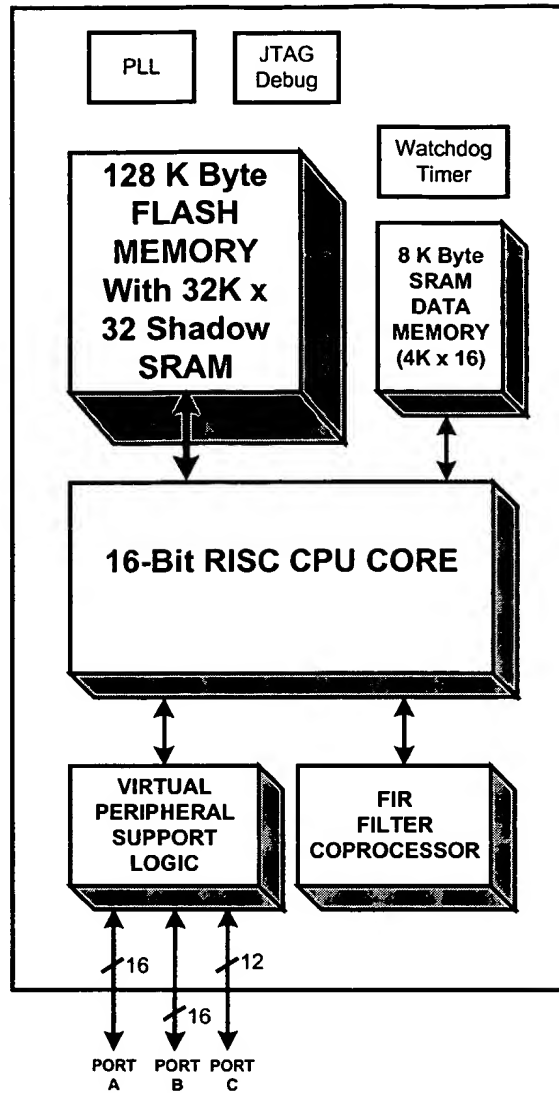 PLL
JTAG
Debug
Watchdog
Timer
128 K Byte
FLASH
MEMORY
With 32K x
32 Shadow
SRAM
8 K Byte
SRAM
DATA
MEMORY
(4K x 16)
16-Bit RISC CPU CORE
VIRTUAL
PERIPHERAL
SUPPORT
LOGIC
FIR
FILTER
COPROCESSOR
16
12
16
PORT
A
PORT
B
PORT
C